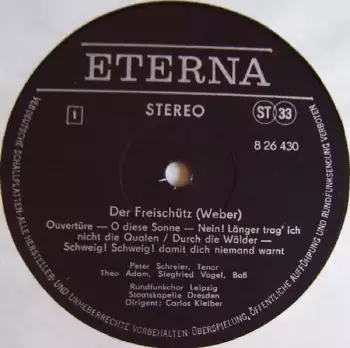 ETERNA
1
STEREO
ST 33
8 26 430
Der Freischütz (Weber)
Ouvertüre — O diese Sonne — Nein! Länger trag' ich
nicht die Qualen / Durch die Wälder —
Schweig! Schweig! damit dich niemand warnt
Peter Schreier, Tenor
Theo Adam, Siegfried Vogel, Baß
Rundfunkchor Leipzig
Staatskapelle Dresden
Dirigent: Carlos Kleiber
VEB DEUTSCHE SCHALLPLATTEN · ALLE HERSTELLER- UND URHEBERRECHTE VORBEHALTEN · ÜBERSPIELUNG, ÖFFENTLICHE AUFFÜHRUNG UND RUNDFUNKSENDUNG VERBOTEN